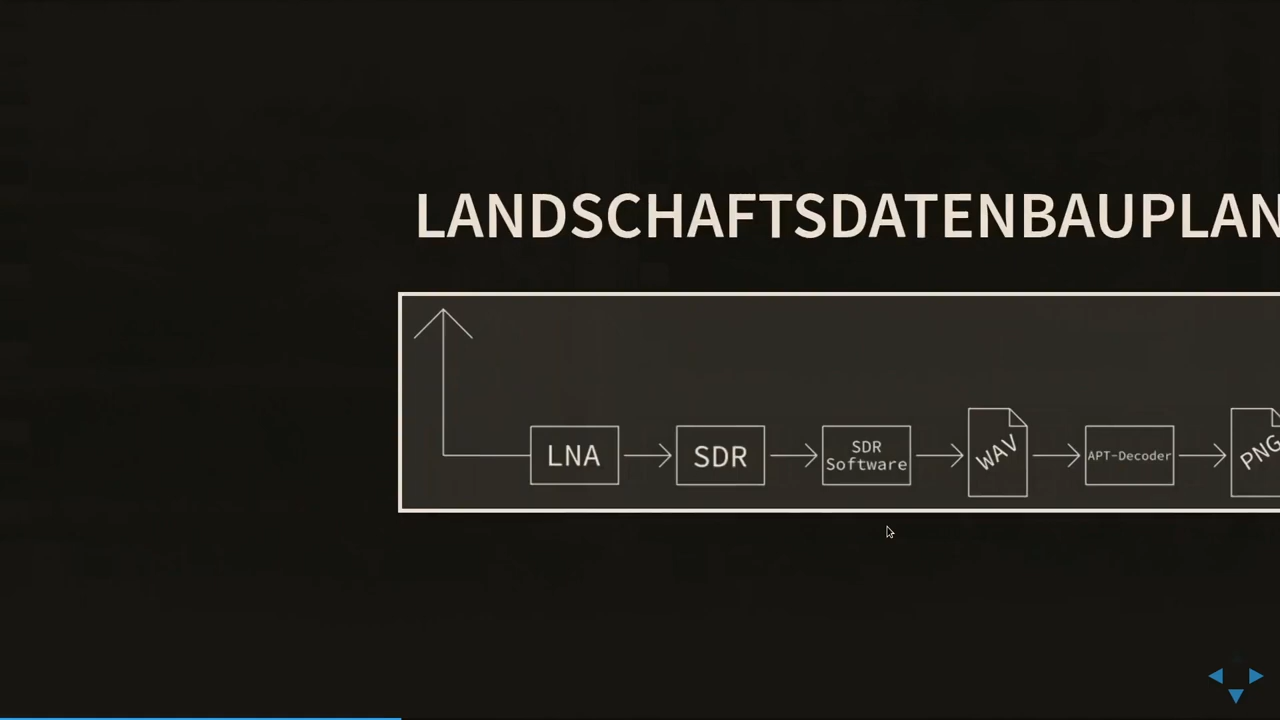 LANDSCHAFTSDATENBAUPLAN
LNA
SDR
SDR
Software
WAV
APT-Decoder
PNG